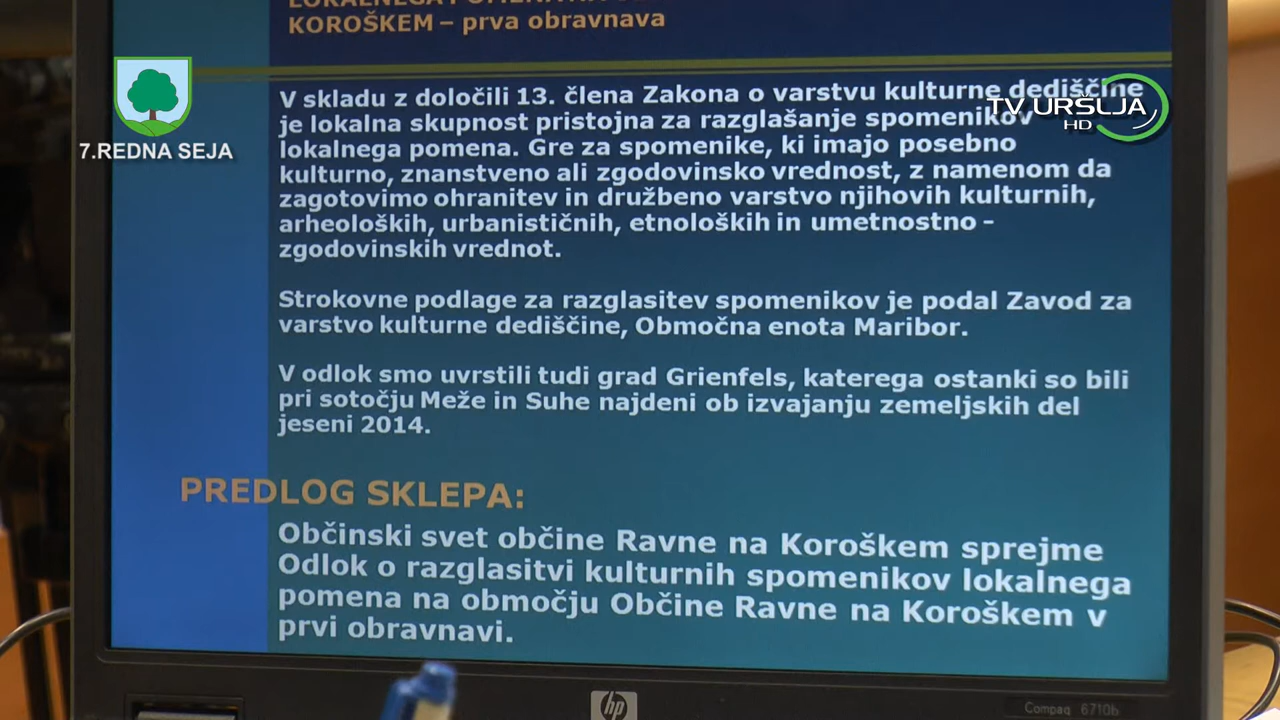 KOROŠKEM – prva obravnava
V skladu z določili 13. člena Zakona o varstvu kulturne dediščine
je lokalna skupnost pristojna za razglašanje spomenikov
lokalnega pomena. Gre za spomenike, ki imajo posebno
kulturno, znanstveno ali zgodovinsko vrednost, z namenom da
zagotovimo ohranitev in družbeno varstvo njihovih kulturnih,
arheoloških, urbanističnih, etnoloških in umetnostno –
zgodovinskih vrednot.
Strokovne podlage za razglasitev spomenikov je podal Zavod za
varstvo kulturne dediščine, Območna enota Maribor.
V odlok smo uvrstili tudi grad Grienfels, katerega ostanki so bili
pri sotočju Meže in Suhe najdeni ob izvajanju zemeljskih del
jeseni 2014.
PREDLOG SKLEPA:
Občinski svet občine Ravne na Koroškem sprejme
Odlok o razglasitvi kulturnih spomenikov lokalnega
pomena na območju Občine Ravne na Koroškem v
prvi obravnavi.
7.REDNA SEJA
TV URŠLJA
HD
hp
Compaq 6710b